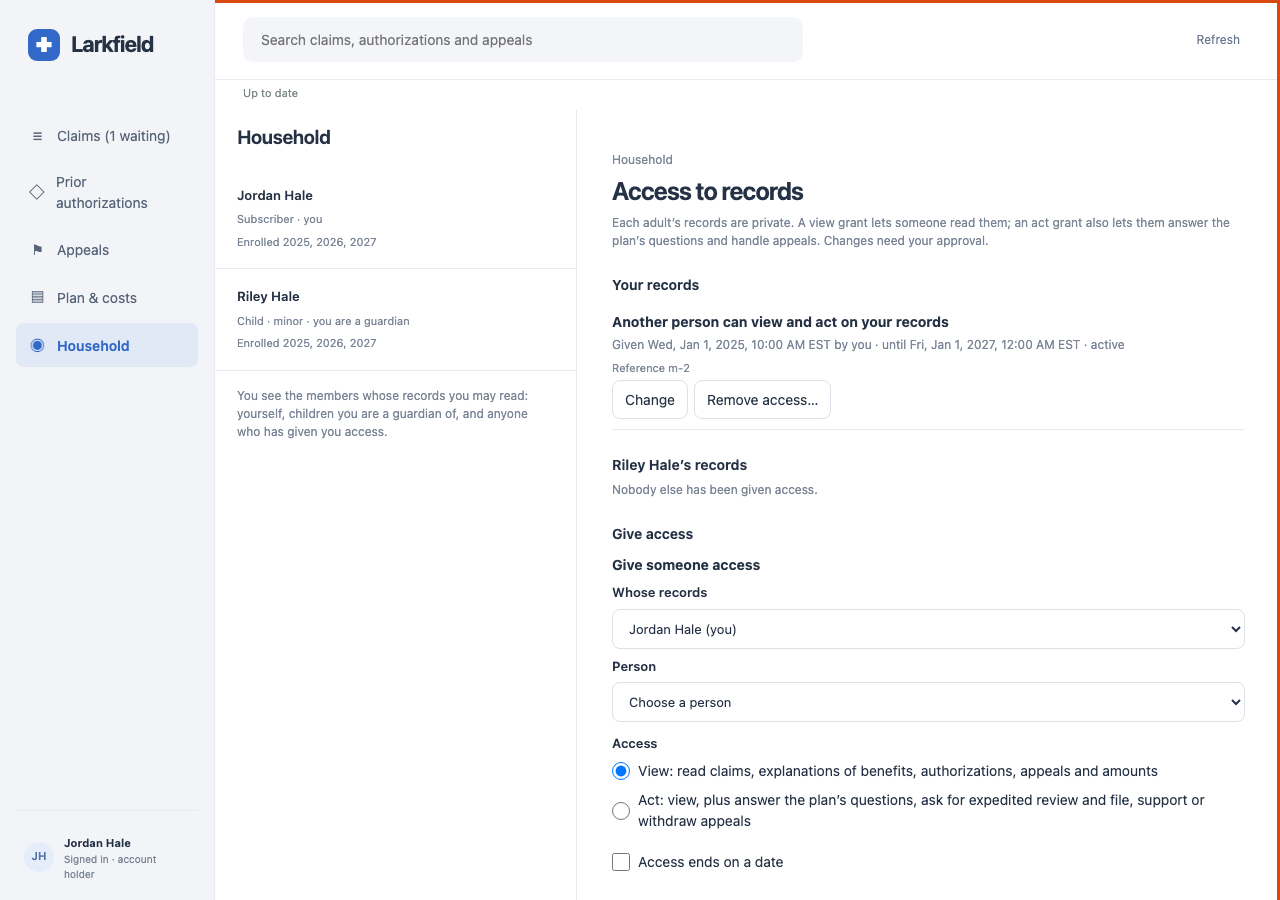 Larkfield
Claims (1 waiting)
Prior
authorizations
Appeals
Plan & costs
Household
JH
Jordan Hale
Signed in · account
holder
Search claims, authorizations and appeals
Refresh
Up to date
Household
Jordan Hale
Subscriber · you
Enrolled 2025, 2026, 2027
Riley Hale
Child · minor · you are a guardian
Enrolled 2025, 2026, 2027
You see the members whose records you may read:
yourself, children you are a guardian of, and anyone
who has given you access.
Household
Access to records
Each adult’s records are private. A view grant lets someone read them; an act grant also lets them answer the
plan’s questions and handle appeals. Changes need your approval.
Your records
Another person can view and act on your records
Given Wed, Jan 1, 2025, 10:00 AM EST by you · until Fri, Jan 1, 2027, 12:00 AM EST · active
Reference m-2
Change
Remove access…
Riley Hale’s records
Nobody else has been given access.
Give access
Give someone access
Whose records
Jordan Hale (you)
Person
Choose a person
Access
View: read claims, explanations of benefits, authorizations, appeals and amounts
Act: view, plus answer the plan’s questions, ask for expedited review and file, support or
withdraw appeals
Access ends on a date